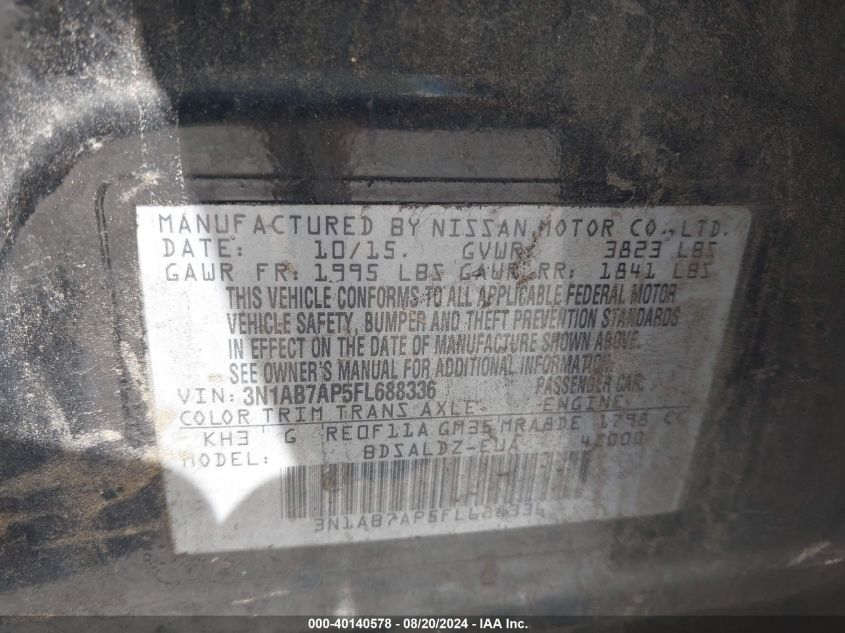 MANUFACTURED BY NISSAN MOTOR CO., LTD.
DATE: 10/15. GVWR: 3823 LBS
GAWR FR: 1995 LBS GAWR RR: 1841 LBS
THIS VEHICLE CONFORMS TO ALL APPLICABLE FEDERAL MOTOR
VEHICLE SAFETY, BUMPER AND THEFT PREVENTION STANDARDS
IN EFFECT ON THE DATE OF MANUFACTURE SHOWN ABOVE.
SEE OWNER'S MANUAL FOR ADDITIONAL INFORMATION.
VIN: 3N1AB7AP5FL688336 PASSENGER CAR
COLOR TRIM TRANS AXLE ENGINE
KH3 G RE0F11A GM35 MRA8DE 1798 CC
MODEL: BDSALDZ-EUA 42000
3N1AB7AP5FL688336
000-40140578 - 08/20/2024 - IAA Inc.